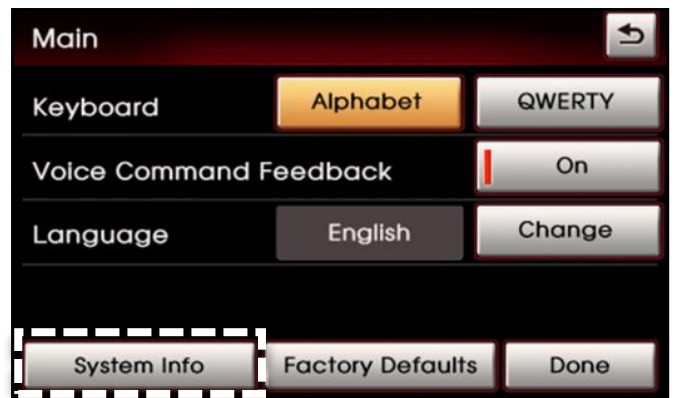 Main
Keyboard Alphabet QWERTY
Voice Command Feedback On
Language English Change
System Info Factory Defaults Done